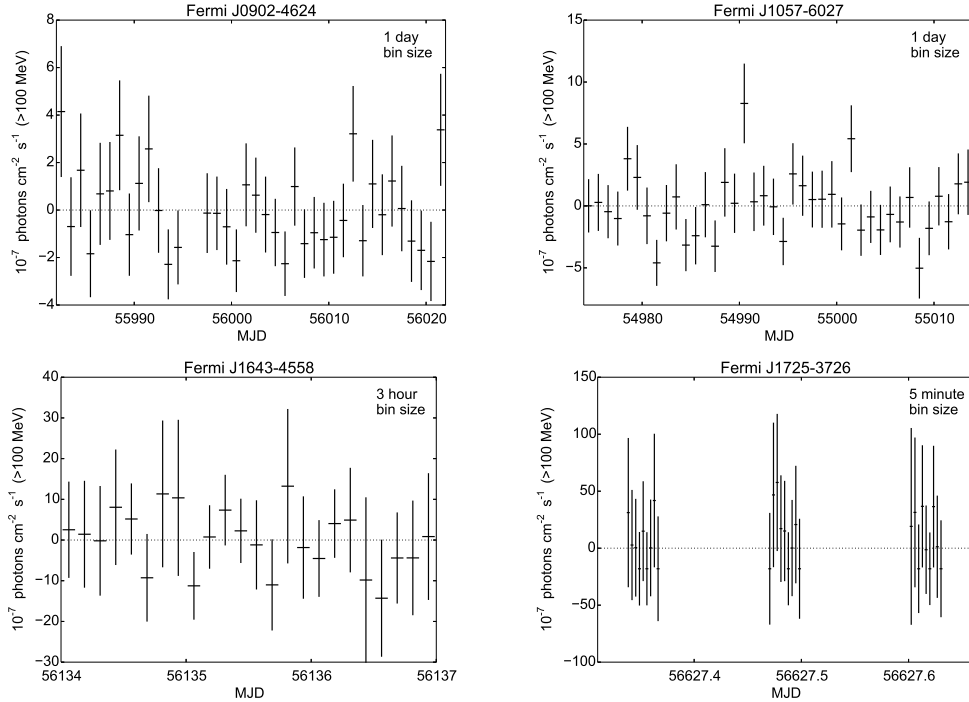 Fermi J0902-4624
1 day
bin size
10⁻⁷ photons cm⁻² s⁻¹ (>100 MeV)
8
6
4
2
0
−2
−4
55990
56000
56010
56020
MJD
Fermi J1057-6027
1 day
bin size
10⁻⁷ photons cm⁻² s⁻¹ (>100 MeV)
15
10
5
0
−5
54980
54990
55000
55010
MJD
Fermi J1643-4558
3 hour
bin size
10⁻⁷ photons cm⁻² s⁻¹ (>100 MeV)
40
30
20
10
0
−10
−20
−30
56134
56135
56136
56137
MJD
Fermi J1725-3726
5 minute
bin size
10⁻⁷ photons cm⁻² s⁻¹ (>100 MeV)
150
100
50
0
−50
−100
56627.4
56627.5
56627.6
MJD